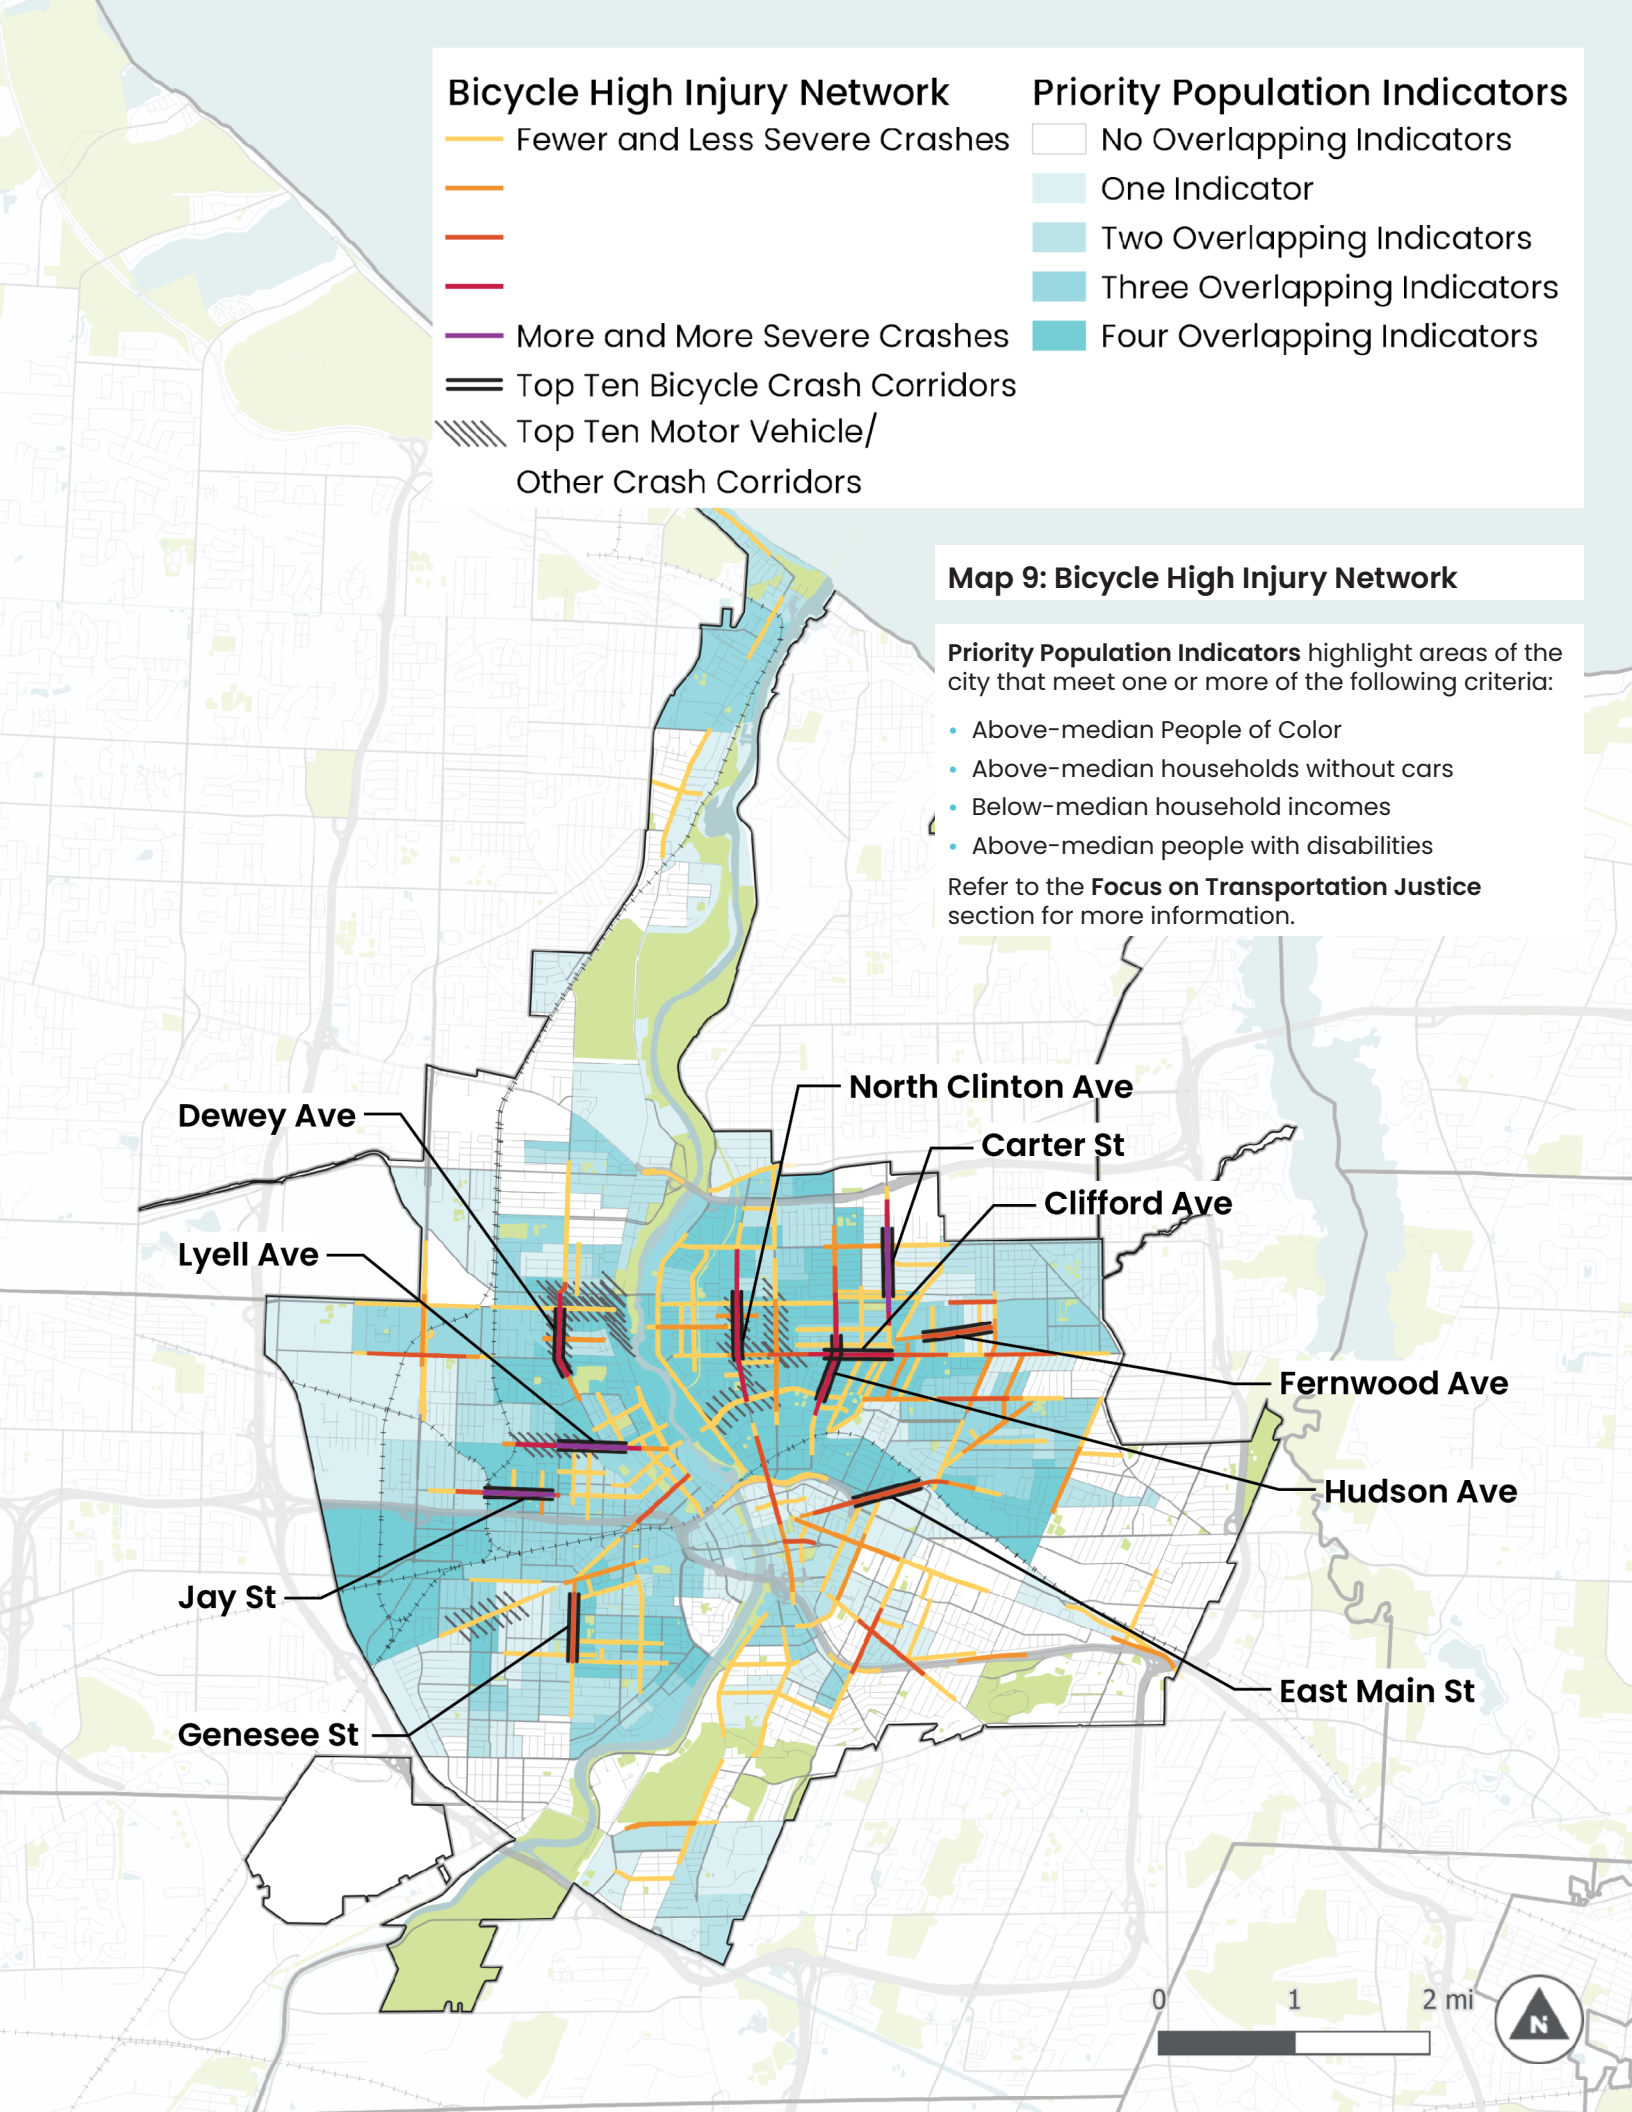 Bicycle High Injury Network
Fewer and Less Severe Crashes
More and More Severe Crashes
Top Ten Bicycle Crash Corridors
Top Ten Motor Vehicle/
Other Crash Corridors
Priority Population Indicators
No Overlapping Indicators
One Indicator
Two Overlapping Indicators
Three Overlapping Indicators
Four Overlapping Indicators
Map 9: Bicycle High Injury Network
Priority Population Indicators highlight areas of the
city that meet one or more of the following criteria:
• Above-median People of Color
• Above-median households without cars
• Below-median household incomes
• Above-median people with disabilities
Refer to the Focus on Transportation Justice
section for more information.
North Clinton Ave
Dewey Ave
Carter St
Clifford Ave
Lyell Ave
Fernwood Ave
Hudson Ave
Jay St
East Main St
Genesee St
0 1 2 mi
N